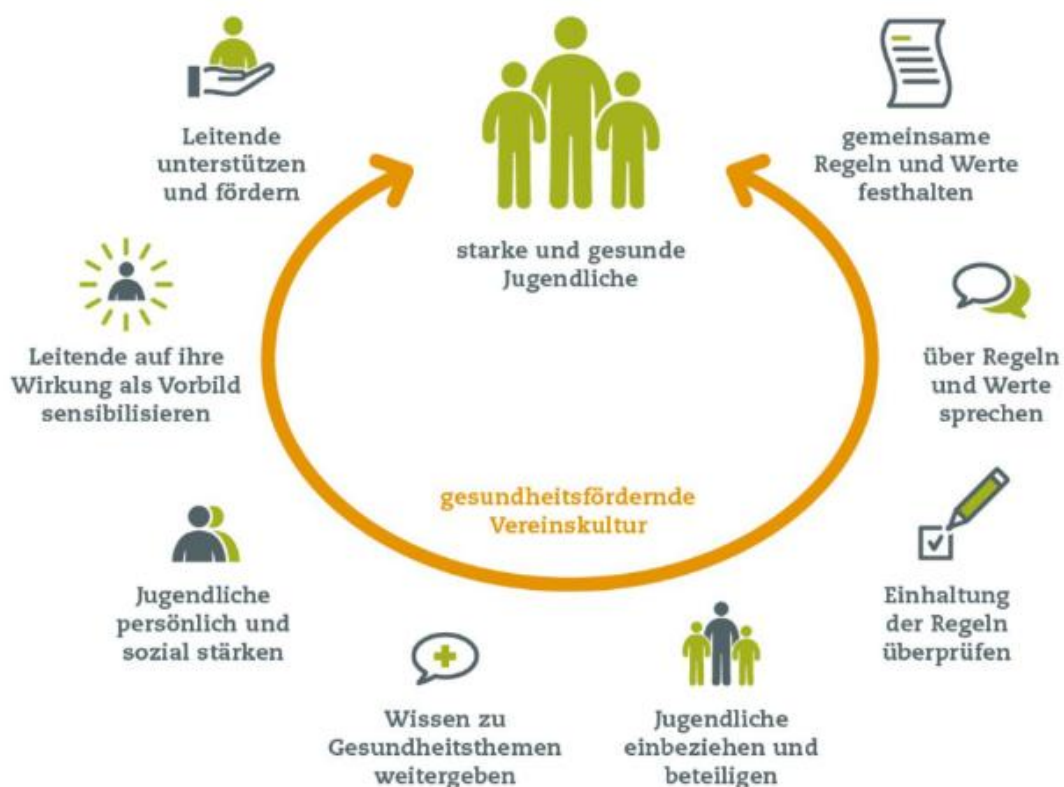 Leitende
unterstützen
und fördern
starke und gesunde
Jugendliche
gemeinsame
Regeln und Werte
festhalten
Leitende auf ihre
Wirkung als Vorbild
sensibilisieren
über Regeln
und Werte
sprechen
gesundheitsfördernde
Vereinskultur
Jugendliche
persönlich und
sozial stärken
Einhaltung
der Regeln
überprüfen
Wissen zu
Gesundheitsthemen
weitergeben
Jugendliche
einbeziehen und
beteiligen